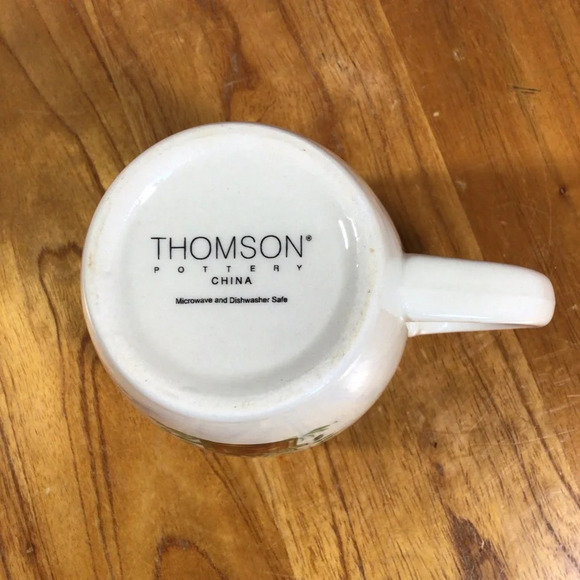 THOMSON®
POTTERY
CHINA
Microwave and Dishwasher Safe